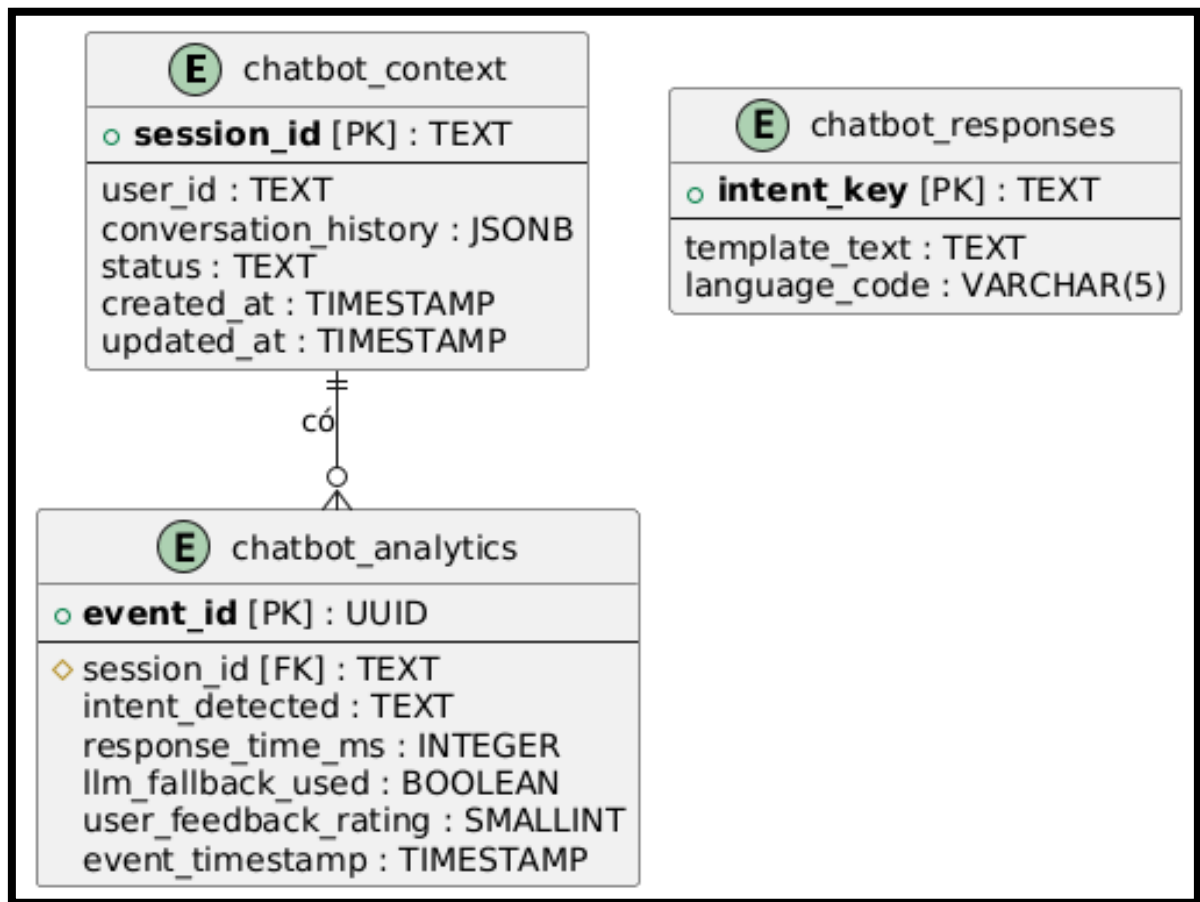 E chatbot_context
session_id [PK] : TEXT
user_id : TEXT
conversation_history : JSONB
status : TEXT
created_at : TIMESTAMP
updated_at : TIMESTAMP
E chatbot_responses
intent_key [PK] : TEXT
template_text : TEXT
language_code : VARCHAR(5)
có
E chatbot_analytics
event_id [PK] : UUID
session_id [FK] : TEXT
intent_detected : TEXT
response_time_ms : INTEGER
llm_fallback_used : BOOLEAN
user_feedback_rating : SMALLINT
event_timestamp : TIMESTAMP